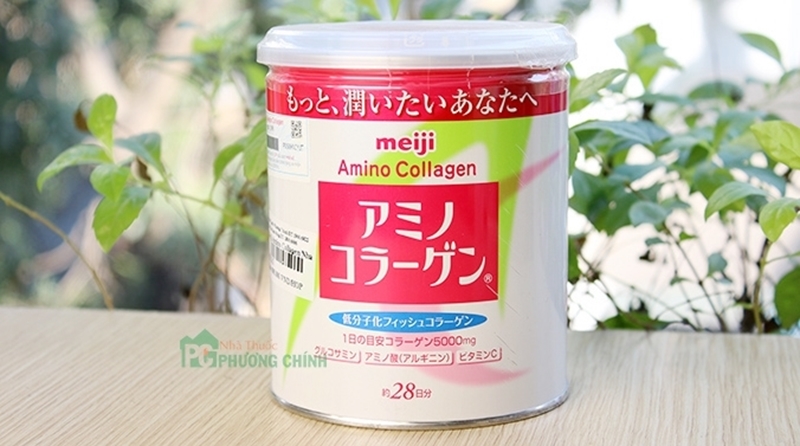 もっと、潤いたいあなたへ
meiji
Amino Collagen
アミノ
コラーゲン®
低分子化フィッシュコラーゲン
1日の目安コラーゲン5000mg
グルコサミン アミノ酸(アルギニン) ビタミンC
約28日分
Nhà Thuốc
PG PHƯƠNG CHÍNH